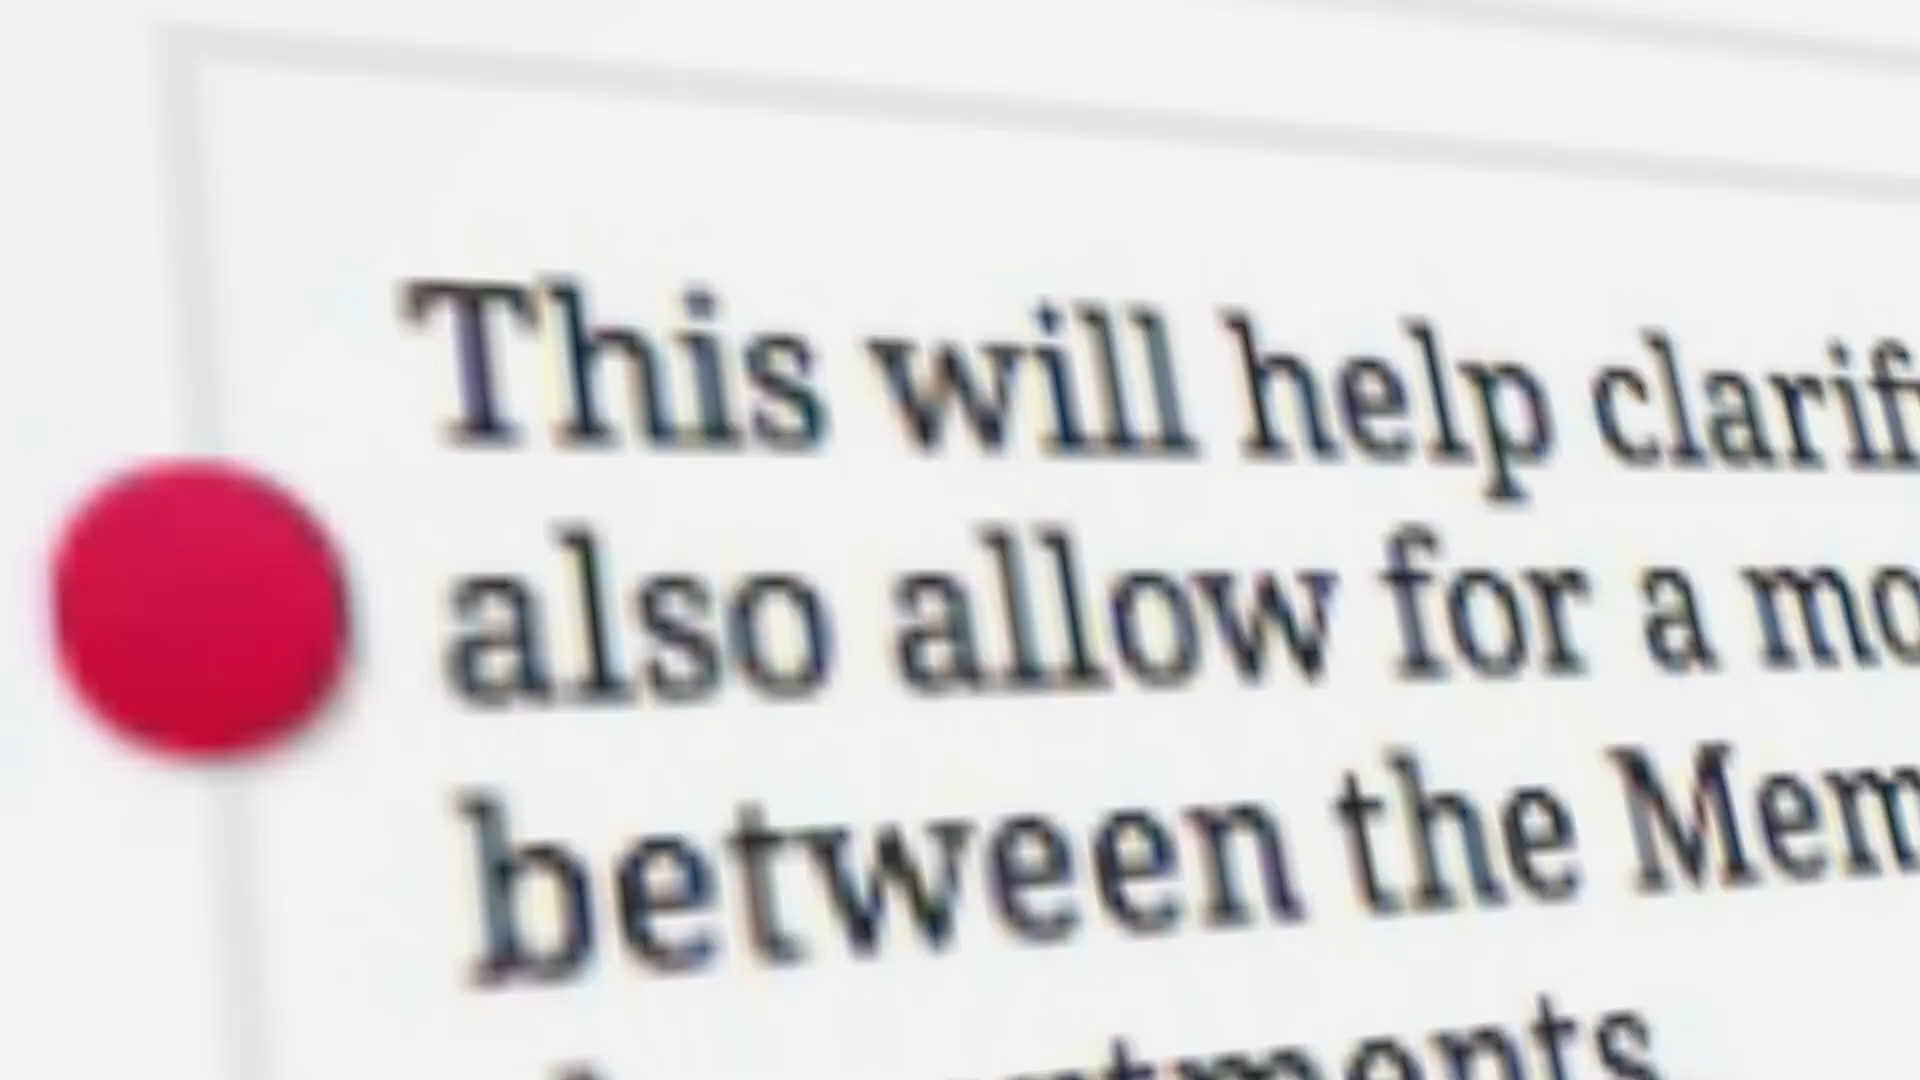 This will help clarif
also allow for a mo
between the Mem